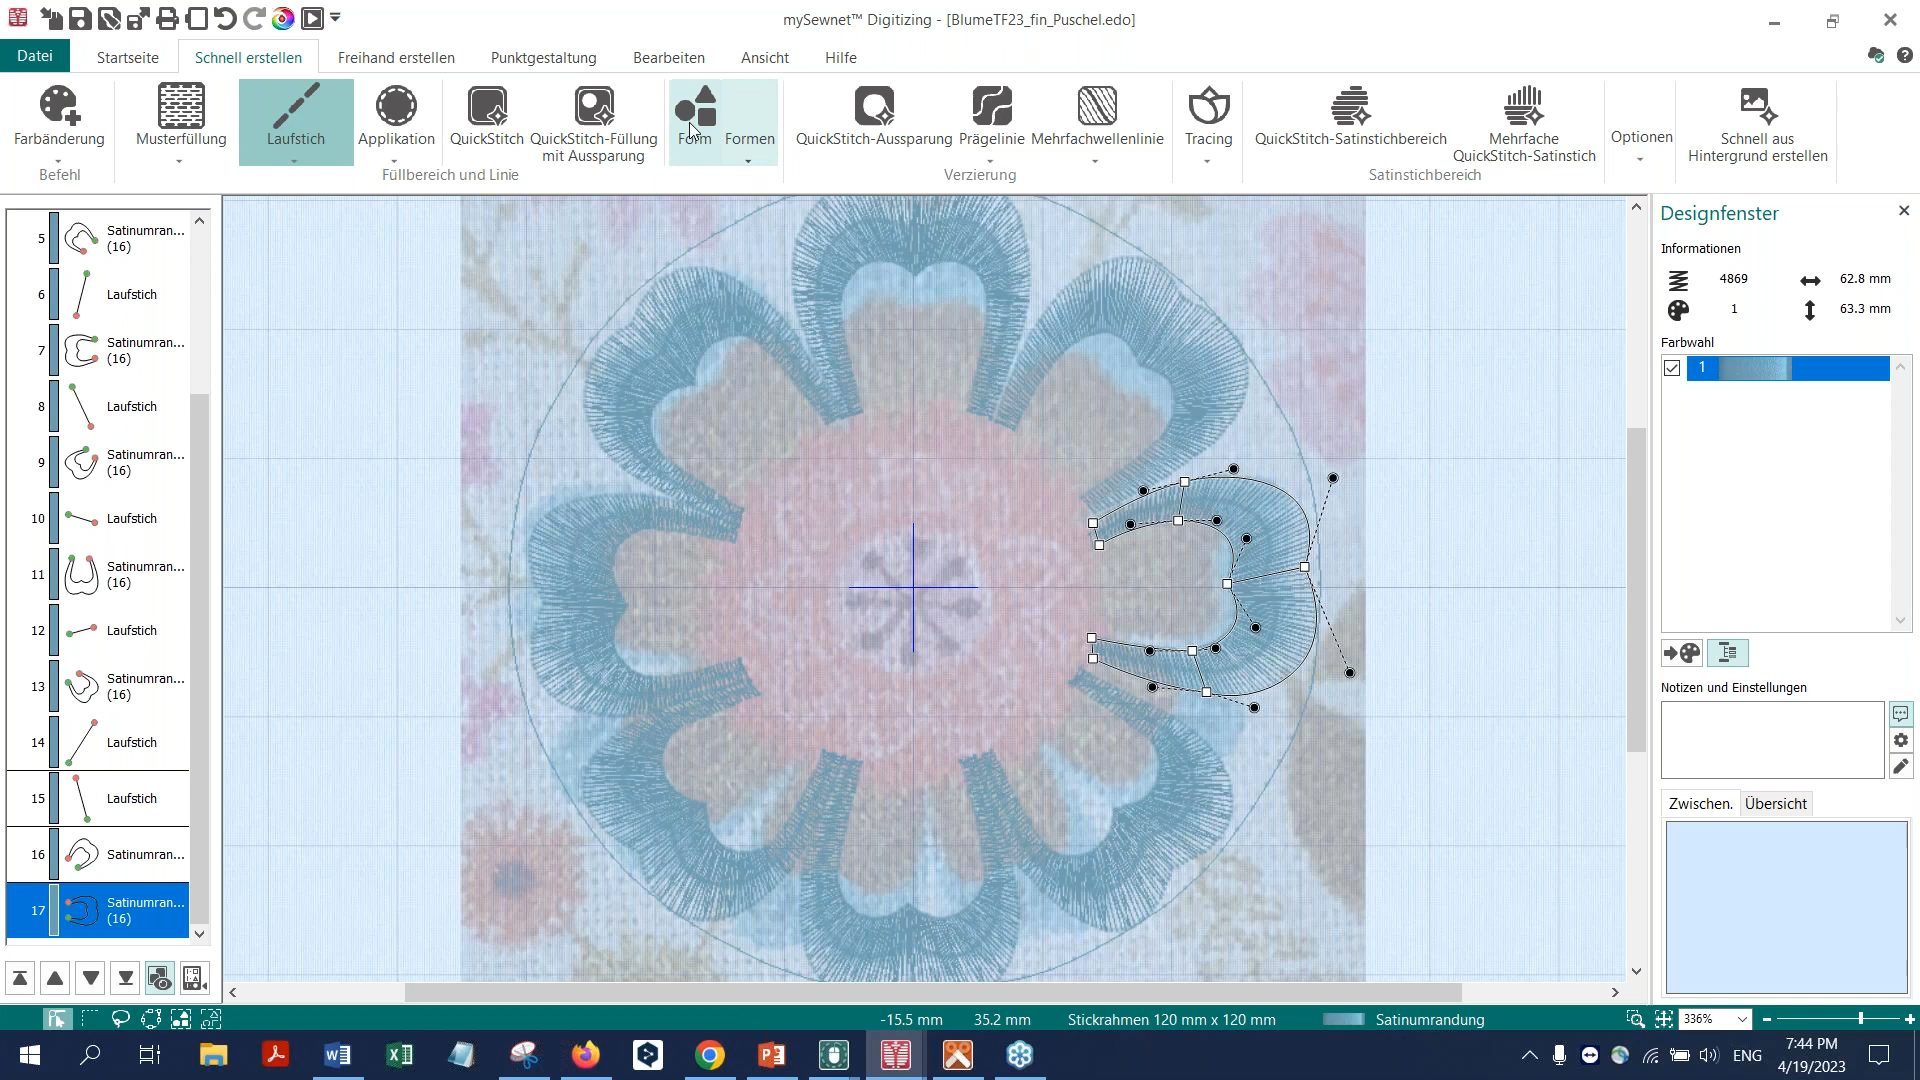 mySewnet™ Digitizing - [BlumeTF23_fin_Puschel.edo]
Datei
Startseite
Schnell erstellen
Freihand erstellen
Punktgestaltung
Bearbeiten
Ansicht
Hilfe
Farbänderung
Musterfüllung
Laufstich
Applikation
QuickStitch
QuickStitch-Füllung
mit Aussparung
Form
Formen
QuickStitch-Aussparung
Prägelinie
Mehrfachwellenlinie
Tracing
QuickStitch-Satinstichbereich
Mehrfache
QuickStitch-Satinstich
Optionen
Schnell aus
Hintergrund erstellen
Befehl
Füllbereich und Linie
Verzierung
Satinstichbereich
5 Satinumran...
(16)
6 Laufstich
7 Satinumran...
(16)
8 Laufstich
9 Satinumran...
(16)
10 Laufstich
11 Satinumran...
(16)
12 Laufstich
13 Satinumran...
(16)
14 Laufstich
15 Laufstich
16 Satinumran...
17 Satinumran...
(16)
Designfenster
Informationen
4869 62.8 mm
1 63.3 mm
Farbwahl
1
Notizen und Einstellungen
Zwischen. Übersicht
-15.5 mm 35.2 mm Stickrahmen 120 mm x 120 mm Satinumrandung 336%
ENG
7:44 PM
4/19/2023